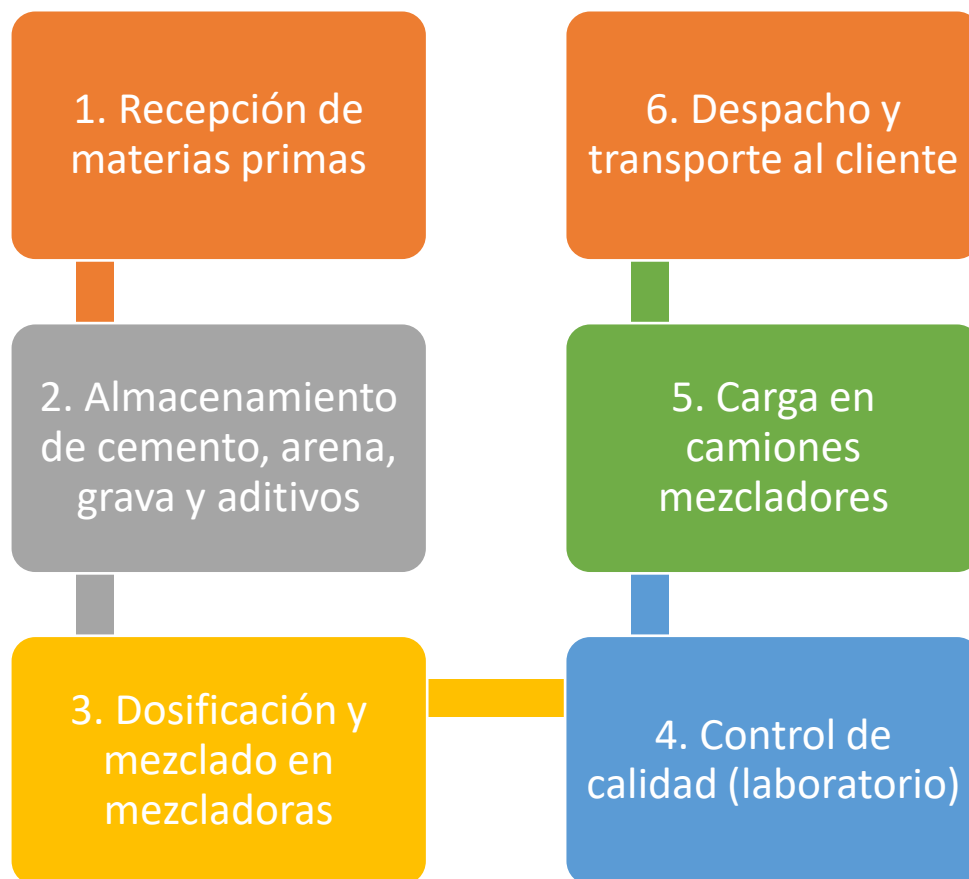 1. Recepción de
materias primas
2. Almacenamiento
de cemento, arena,
grava y aditivos
3. Dosificación y
mezclado en
mezcladoras
4. Control de
calidad (laboratorio)
5. Carga en
camiones
mezcladores
6. Despacho y
transporte al cliente